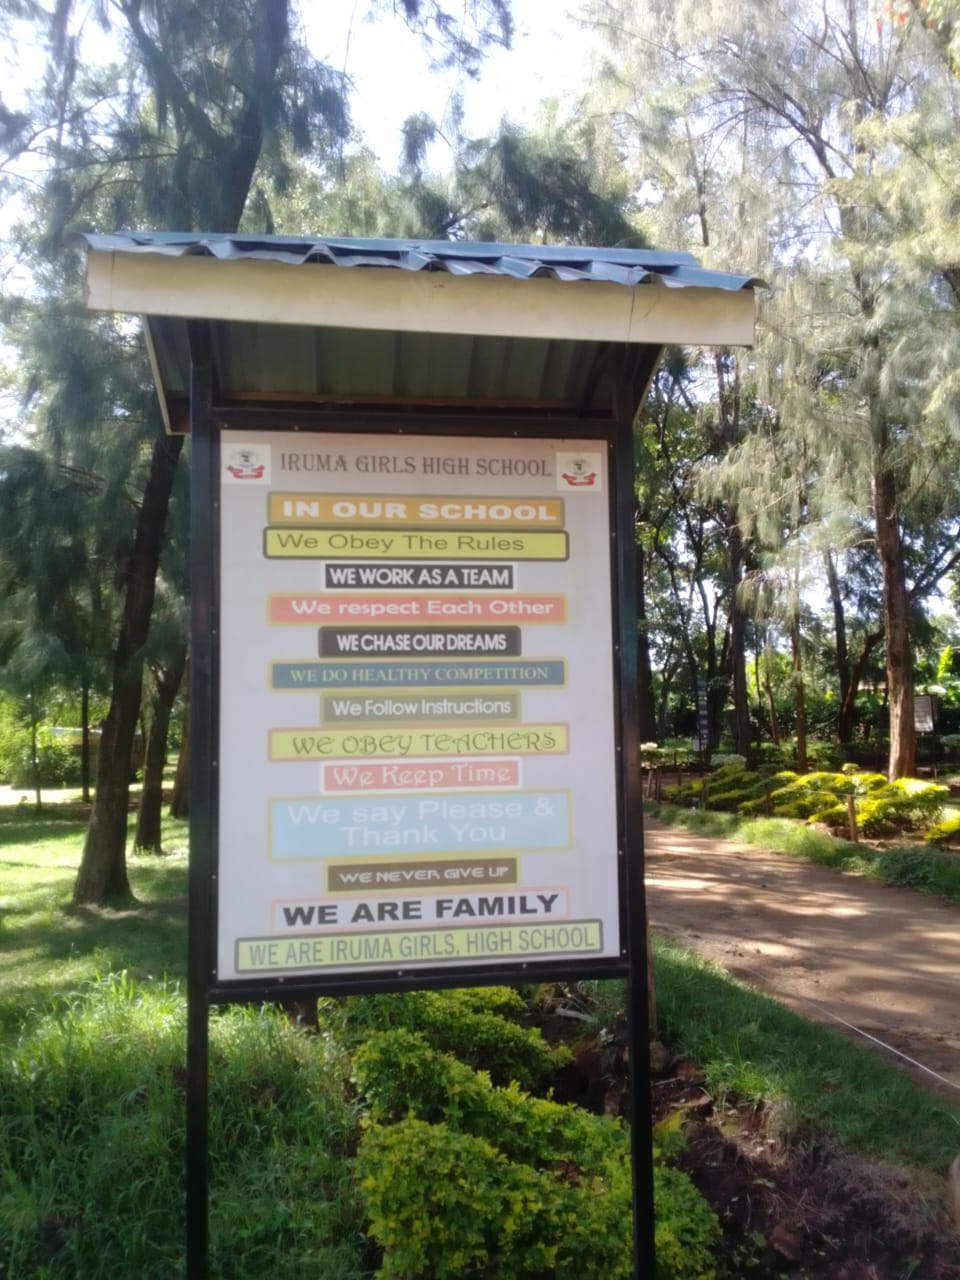 IRUMA GIRLS HIGH SCHOOL
IN OUR SCHOOL
We Obey The Rules
WE WORK AS A TEAM
We respect Each Other
WE CHASE OUR DREAMS
WE DO HEALTHY COMPETITION
We Follow Instructions
WE OBEY TEACHERS
We Keep Time
We say Please &
Thank You
WE NEVER GIVE UP
WE ARE FAMILY
WE ARE IRUMA GIRLS, HIGH SCHOOL